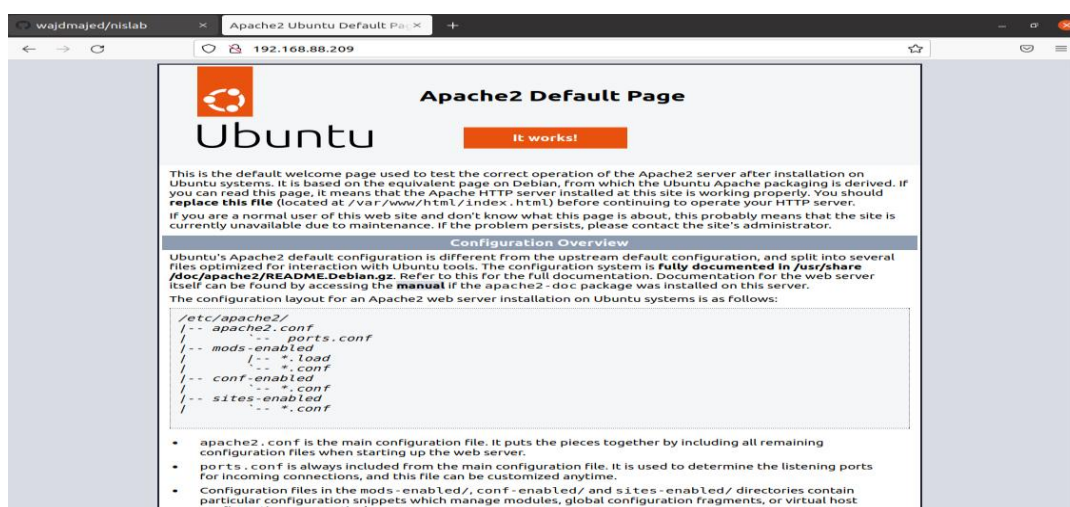 wajdmajed/nislab
Apache2 Ubuntu Default Pa
192.168.88.209
Apache2 Default Page
Ubuntu
It works!
This is the default welcome page used to test the correct operation of the Apache2 server after installation on
Ubuntu systems. It is based on the equivalent page on Debian, from which the Ubuntu Apache packaging is derived. If
you can read this page, it means that the Apache HTTP server installed at this site is working properly. You should
replace this file (located at /var/www/html/index.html) before continuing to operate your HTTP server.
If you are a normal user of this web site and don't know what this page is about, this probably means that the site is
currently unavailable due to maintenance. If the problem persists, please contact the site's administrator.
Configuration Overview
Ubuntu's Apache2 default configuration is different from the upstream default configuration, and split into several
files optimized for interaction with Ubuntu tools. The configuration system is fully documented in /usr/share
/doc/apache2/README.Debian.gz. Refer to this for the full documentation. Documentation for the web server
itself can be found by accessing the manual if the apache2-doc package was installed on this server.
The configuration layout for an Apache2 web server installation on Ubuntu systems is as follows:
/etc/apache2/
|-- apache2.conf
|       `--  ports.conf
|-- mods-enabled
|       |-- *.load
|       `-- *.conf
|-- conf-enabled
|       `-- *.conf
|-- sites-enabled
|       `-- *.conf
• apache2.conf is the main configuration file. It puts the pieces together by including all remaining
configuration files when starting up the web server.
• ports.conf is always included from the main configuration file. It is used to determine the listening ports
for incoming connections, and this file can be customized anytime.
• Configuration files in the mods-enabled/, conf-enabled/ and sites-enabled/ directories contain
particular configuration snippets which manage modules, global configuration fragments, or virtual host